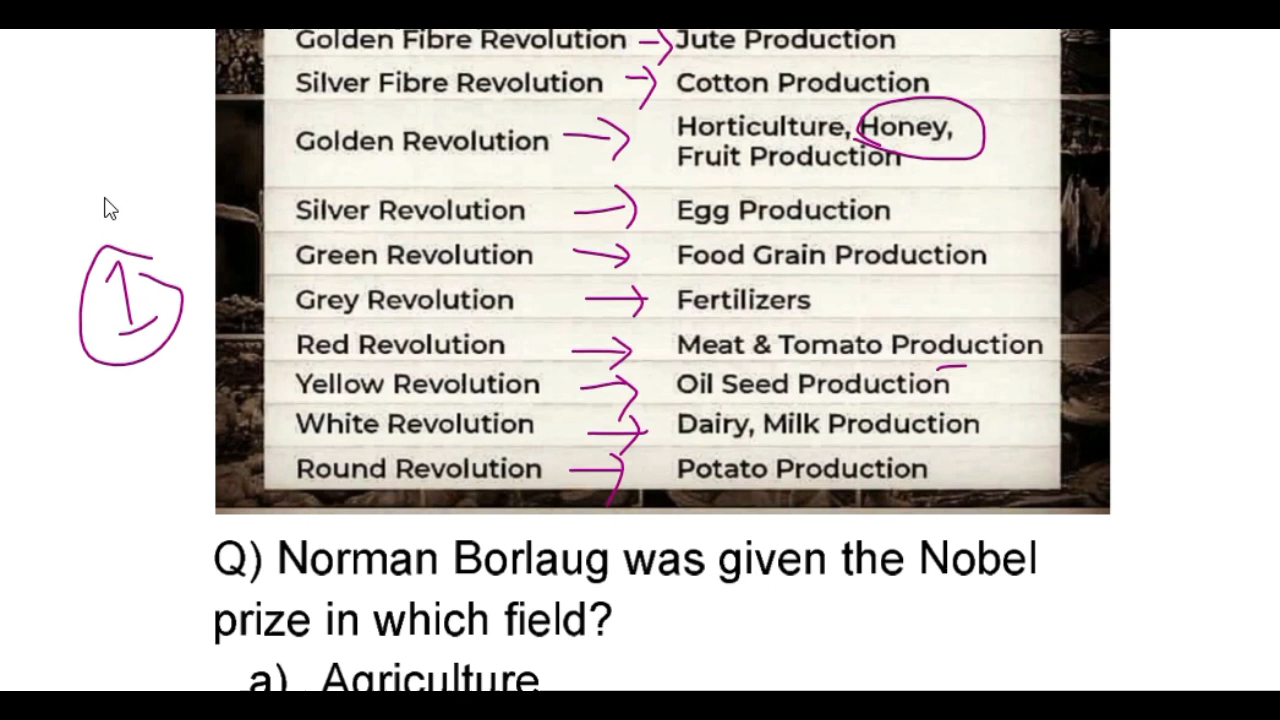 Golden Fibre Revolution → Jute Production
Silver Fibre Revolution → Cotton Production
Golden Revolution → Horticulture, Honey,
Fruit Production
Silver Revolution → Egg Production
Green Revolution → Food Grain Production
Grey Revolution → Fertilizers
Red Revolution → Meat & Tomato Production
Yellow Revolution → Oil Seed Production
White Revolution → Dairy, Milk Production
Round Revolution → Potato Production
1
Q) Norman Borlaug was given the Nobel
prize in which field?
a) Agriculture